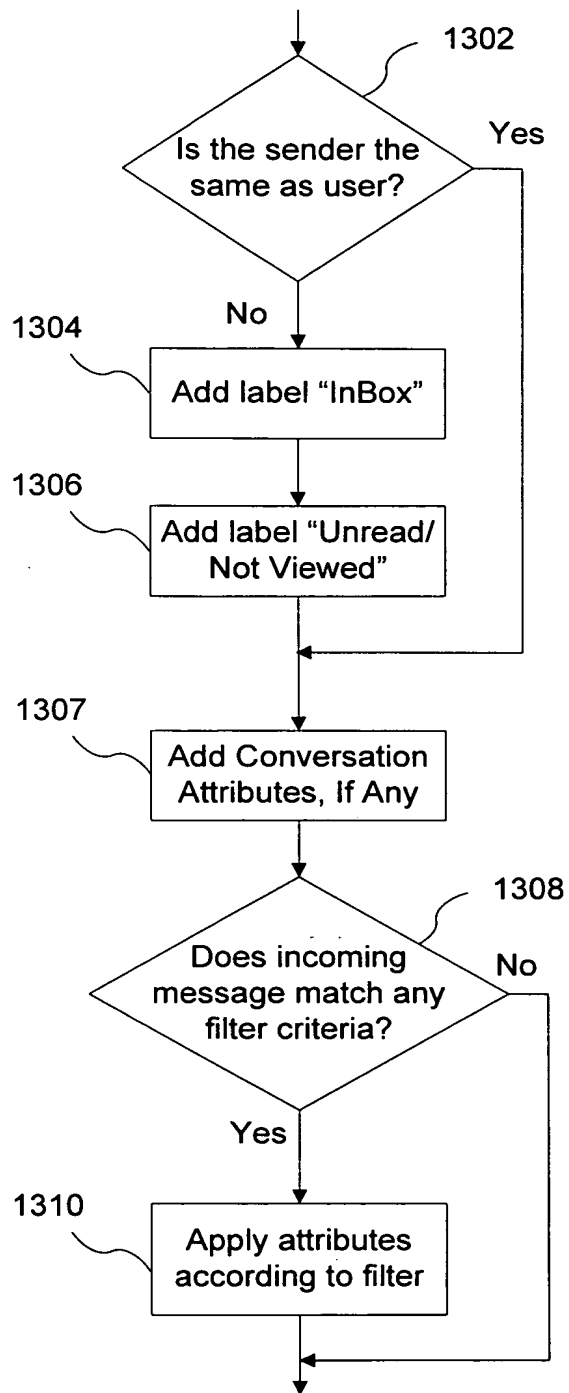 1302
Is the sender the
same as user?
Yes
No
1304
Add label “InBox”
1306
Add label “Unread/
Not Viewed”
1307
Add Conversation
Attributes, If Any
1308
Does incoming
message match any
filter criteria?
No
Yes
1310
Apply attributes
according to filter